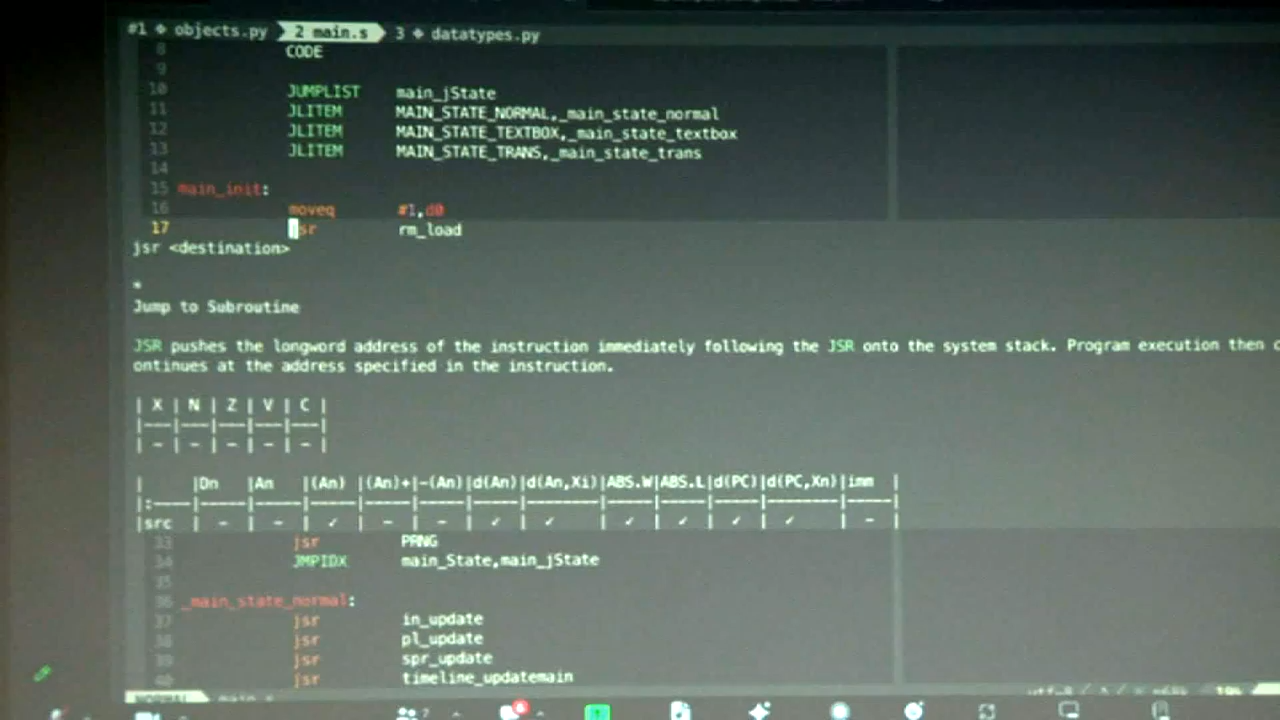 #1 ❖ objects.py 2 main.s 3 ❖ datatypes.py
8 CODE
9
10 JUMPLIST main_jState
11 JLITEM MAIN_STATE_NORMAL,_main_state_normal
12 JLITEM MAIN_STATE_TEXTBOX,_main_state_textbox
13 JLITEM MAIN_STATE_TRANS,_main_state_trans
14
15 main_init:
16 moveq #1,d0
17 jsr rm_load
jsr <destination>
*
Jump to Subroutine
JSR pushes the longword address of the instruction immediately following the JSR onto the system stack. Program execution then c
ontinues at the address specified in the instruction.
| X | N | Z | V | C |
|———|———|———|———|———|
| – | – | – | – | – |
| |Dn |An |(An) |(An)+|-(An)|d(An)|d(An,Xi)|ABS.W|ABS.L|d(PC)|d(PC,Xn)|imm |
|src | – | – | ✓ | – | – | ✓ | ✓ | ✓ | ✓ | ✓ | ✓ | – |
33 jsr PRNG
34 JMPIDX main_State,main_jState
35
36 _main_state_normal:
37 jsr in_update
38 jsr pl_update
39 jsr spr_update
40 jsr timeline_updatemain
NORMAL main.s